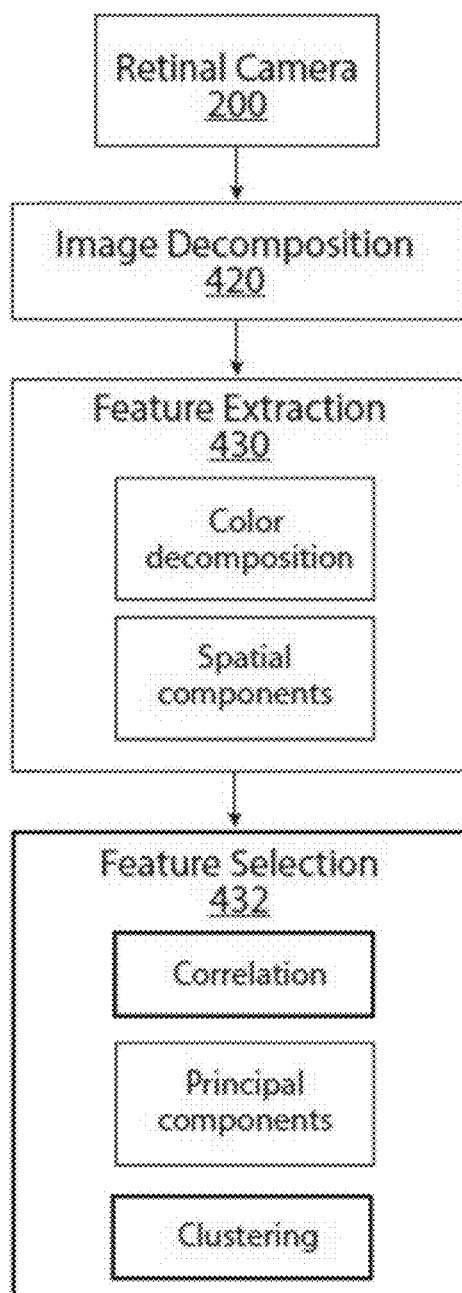 Retinal Camera
200
Image Decomposition
420
Feature Extraction
430
Color
decomposition
Spatial
components
Feature Selection
432
Correlation
Principal
components
Clustering